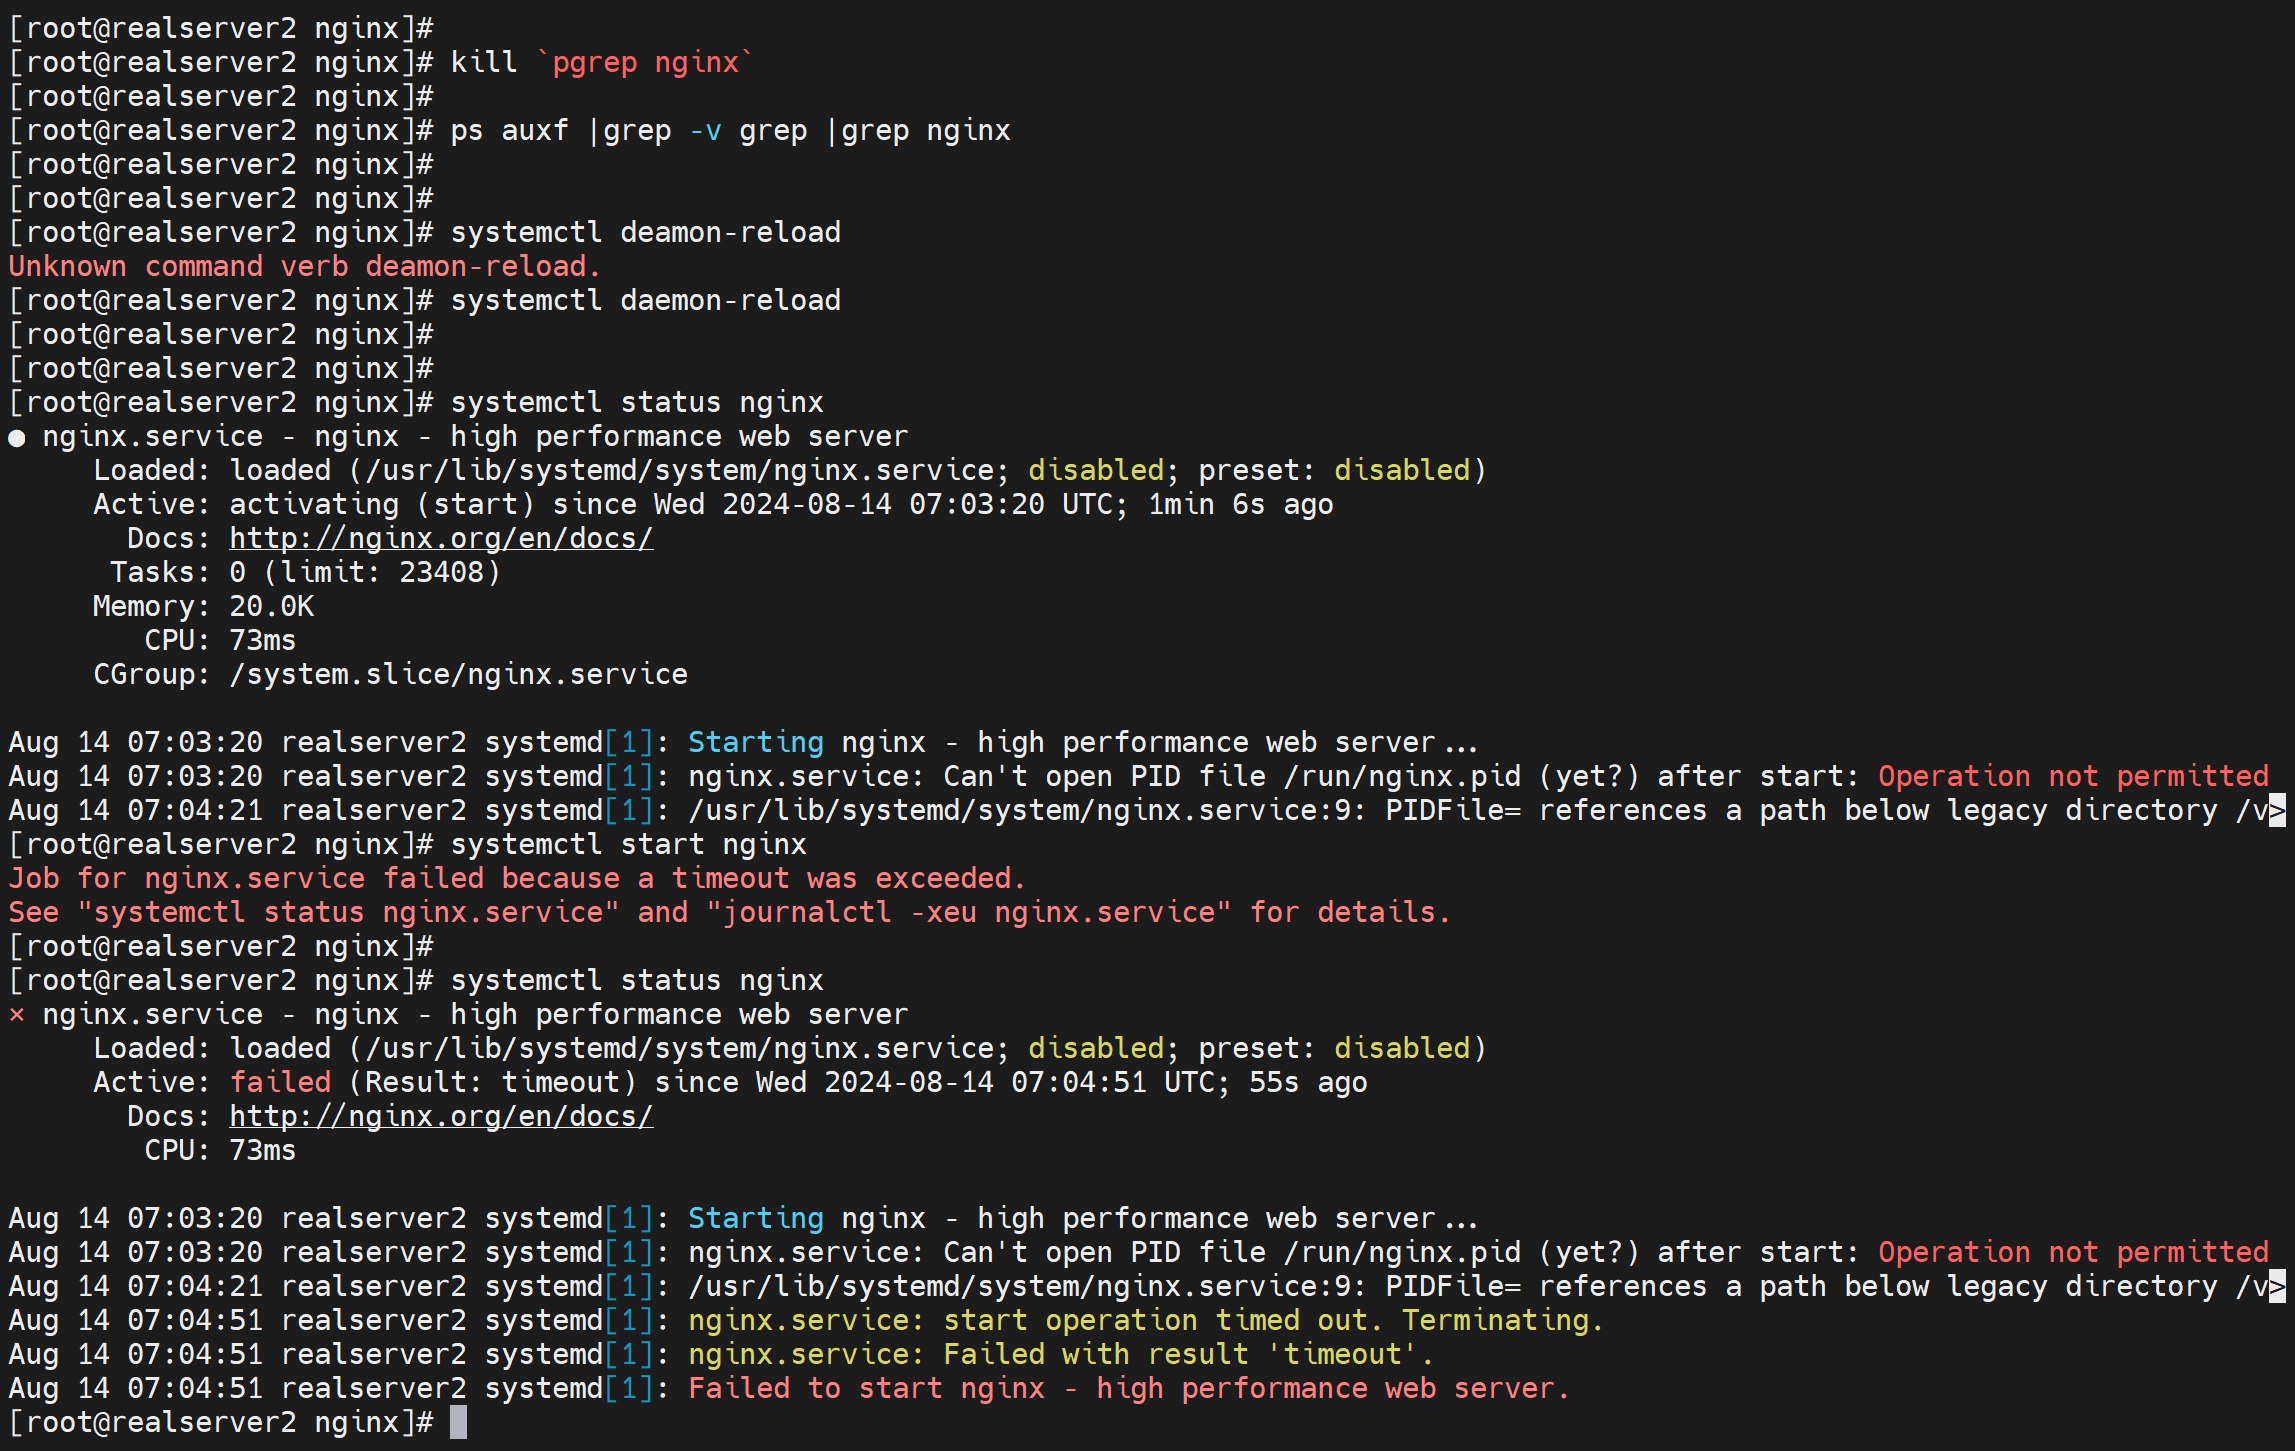 [root@realserver2 nginx]#
[root@realserver2 nginx]# kill `pgrep nginx`
[root@realserver2 nginx]#
[root@realserver2 nginx]# ps auxf |grep -v grep |grep nginx
[root@realserver2 nginx]#
[root@realserver2 nginx]#
[root@realserver2 nginx]# systemctl deamon-reload
Unknown command verb deamon-reload.
[root@realserver2 nginx]# systemctl daemon-reload
[root@realserver2 nginx]#
[root@realserver2 nginx]#
[root@realserver2 nginx]# systemctl status nginx
● nginx.service - nginx - high performance web server
     Loaded: loaded (/usr/lib/systemd/system/nginx.service; disabled; preset: disabled)
     Active: activating (start) since Wed 2024-08-14 07:03:20 UTC; 1min 6s ago
       Docs: http://nginx.org/en/docs/
      Tasks: 0 (limit: 23408)
     Memory: 20.0K
        CPU: 73ms
     CGroup: /system.slice/nginx.service

Aug 14 07:03:20 realserver2 systemd[1]: Starting nginx - high performance web server...
Aug 14 07:03:20 realserver2 systemd[1]: nginx.service: Can't open PID file /run/nginx.pid (yet?) after start: Operation not permitted
Aug 14 07:04:21 realserver2 systemd[1]: /usr/lib/systemd/system/nginx.service:9: PIDFile= references a path below legacy directory /v>
[root@realserver2 nginx]# systemctl start nginx
Job for nginx.service failed because a timeout was exceeded.
See "systemctl status nginx.service" and "journalctl -xeu nginx.service" for details.
[root@realserver2 nginx]#
[root@realserver2 nginx]# systemctl status nginx
× nginx.service - nginx - high performance web server
     Loaded: loaded (/usr/lib/systemd/system/nginx.service; disabled; preset: disabled)
     Active: failed (Result: timeout) since Wed 2024-08-14 07:04:51 UTC; 55s ago
       Docs: http://nginx.org/en/docs/
        CPU: 73ms

Aug 14 07:03:20 realserver2 systemd[1]: Starting nginx - high performance web server...
Aug 14 07:03:20 realserver2 systemd[1]: nginx.service: Can't open PID file /run/nginx.pid (yet?) after start: Operation not permitted
Aug 14 07:04:21 realserver2 systemd[1]: /usr/lib/systemd/system/nginx.service:9: PIDFile= references a path below legacy directory /v>
Aug 14 07:04:51 realserver2 systemd[1]: nginx.service: start operation timed out. Terminating.
Aug 14 07:04:51 realserver2 systemd[1]: nginx.service: Failed with result 'timeout'.
Aug 14 07:04:51 realserver2 systemd[1]: Failed to start nginx - high performance web server.
[root@realserver2 nginx]#